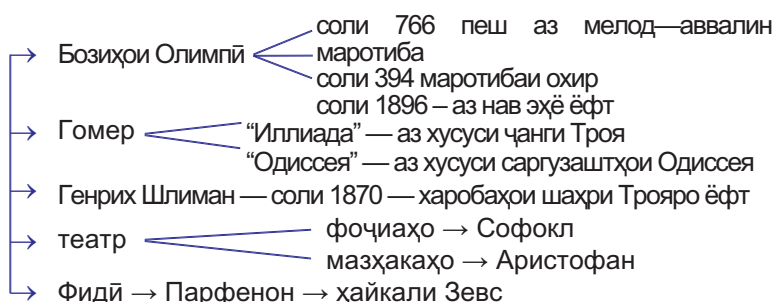 соли 766 пеш аз мелод—аввалин
Бозиҳои Олимпӣ
маротиба
соли 394 маротибаи охир
соли 1896 – аз нав эҳё ёфт
Гомер
“Иллиада” — аз хусуси ҷанги Троя
“Одиссея” — аз хусуси саргузаштҳои Одиссея
Генрих Шлиман — соли 1870 — харобаҳои шаҳри Трояро ёфт
театр
фоҷиаҳо → Софокл
мазҳакаҳо → Аристофан
Фидӣ → Парфенон → ҳайкали Зевс